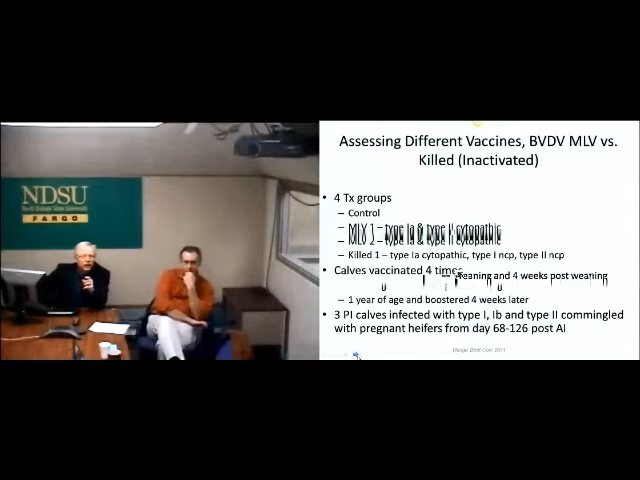 NDSU
North Dakota State University
FARGO
Assessing Different Vaccines, BVDV MLV vs.
Killed (Inactivated)
• 4 Tx groups
– Control
– MLV 1 – type Ia & type II cytopathic
– MLV 2 – type Ia & type II cytopathic
– Killed 1 – type Ia cytopathic, type I ncp, type II ncp
• Calves vaccinated 4 times
– Weaning and 4 weeks post weaning
– 1 year of age and boostered 4 weeks later
• 3 PI calves infected with type I, Ib and type II commingled
with pregnant heifers from day 68-126 post AI
2011